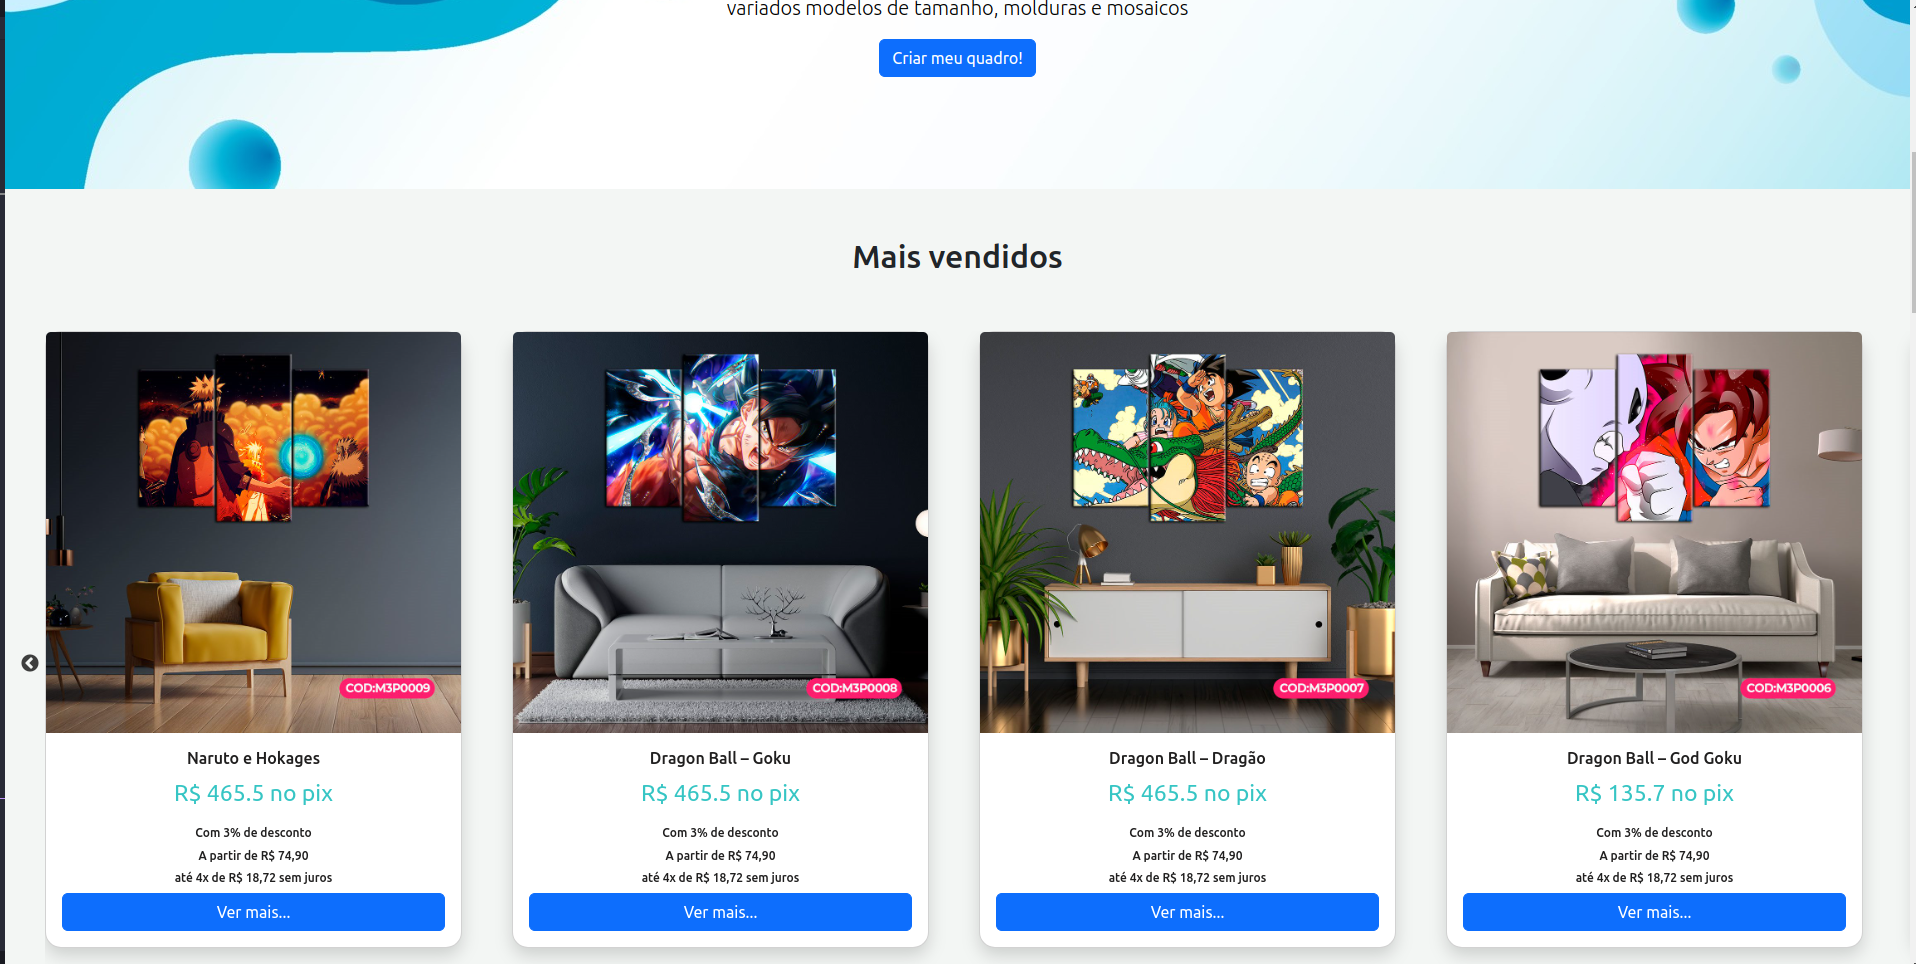 variados modelos de tamanho, molduras e mosaicos
Criar meu quadro!
Mais vendidos
COD:M3P0009
Naruto e Hokages
R$ 465.5 no pix
Com 3% de desconto
A partir de R$ 74,90
até 4x de R$ 18,72 sem juros
Ver mais...
COD:M3P0008
Dragon Ball – Goku
R$ 465.5 no pix
Com 3% de desconto
A partir de R$ 74,90
até 4x de R$ 18,72 sem juros
Ver mais...
COD:M3P0007
Dragon Ball – Dragão
R$ 465.5 no pix
Com 3% de desconto
A partir de R$ 74,90
até 4x de R$ 18,72 sem juros
Ver mais...
COD:M3P0006
Dragon Ball – God Goku
R$ 135.7 no pix
Com 3% de desconto
A partir de R$ 74,90
até 4x de R$ 18,72 sem juros
Ver mais...